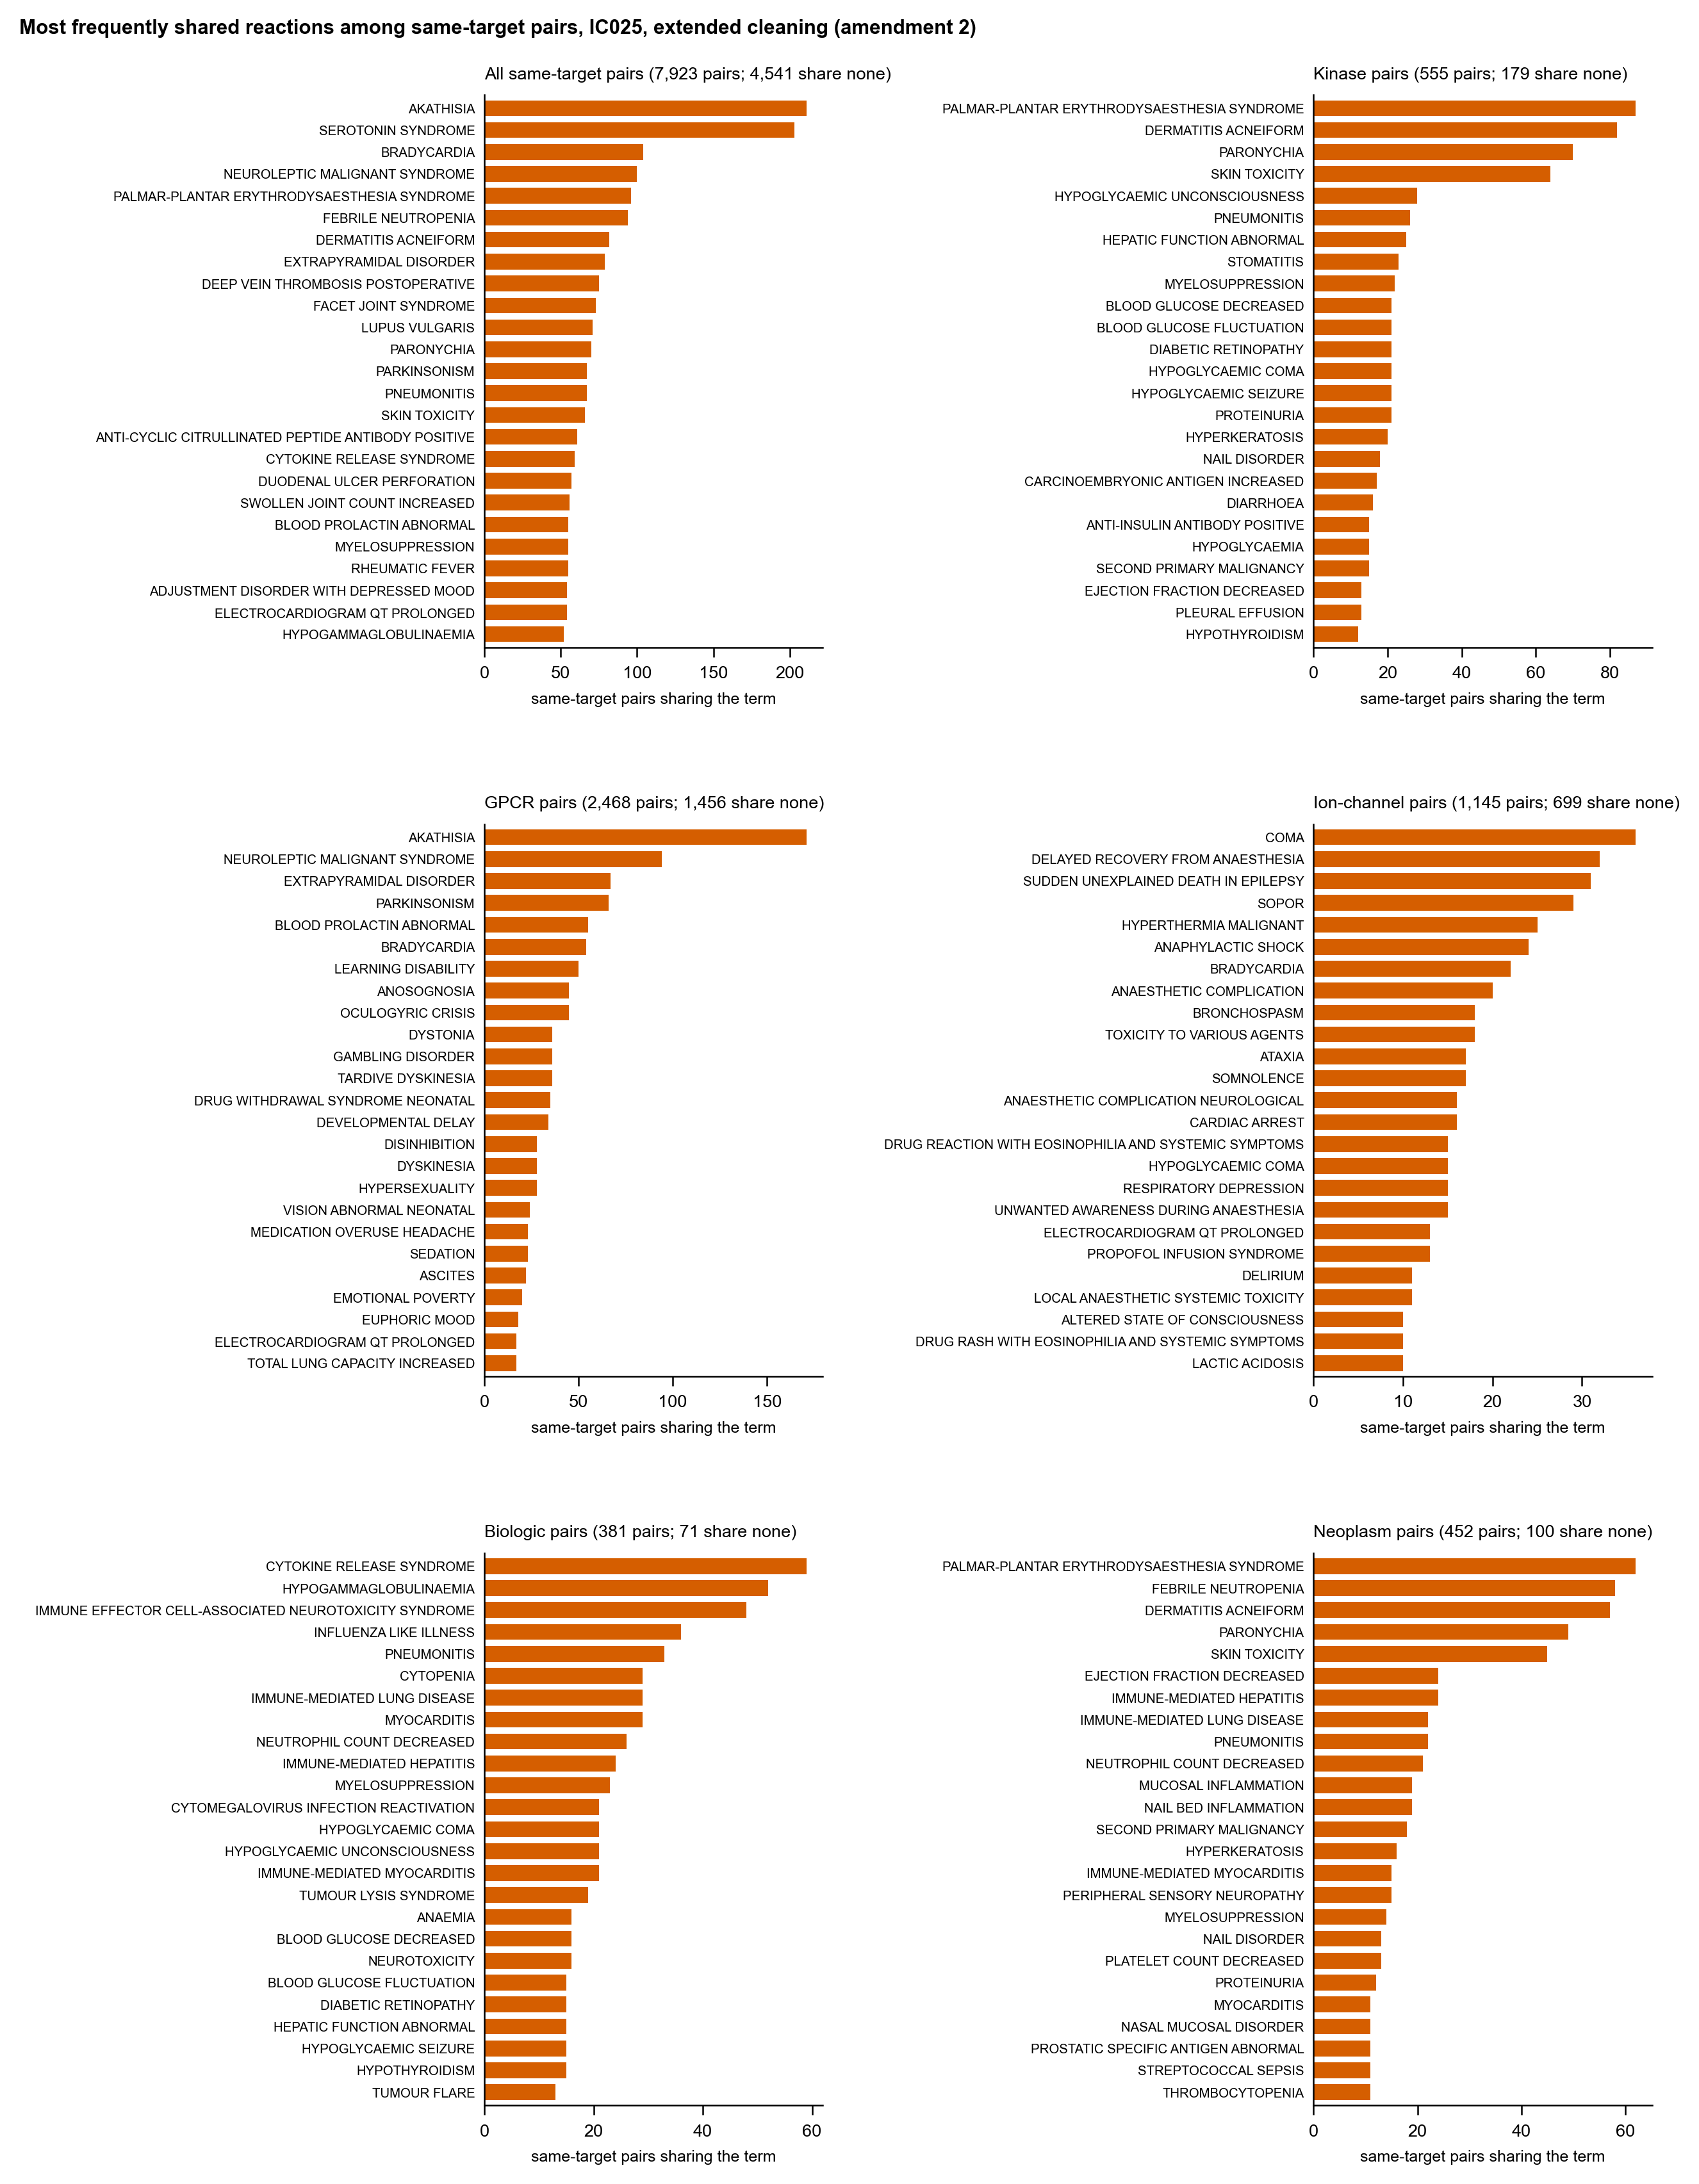 Most frequently shared reactions among same-target pairs, IC025, extended cleaning (amendment 2)
All same-target pairs (7,923 pairs; 4,541 share none)
AKATHISIA
SEROTONIN SYNDROME
BRADYCARDIA
NEUROLEPTIC MALIGNANT SYNDROME
PALMAR-PLANTAR ERYTHRODYSAESTHESIA SYNDROME
FEBRILE NEUTROPENIA
DERMATITIS ACNEIFORM
EXTRAPYRAMIDAL DISORDER
DEEP VEIN THROMBOSIS POSTOPERATIVE
FACET JOINT SYNDROME
LUPUS VULGARIS
PARONYCHIA
PARKINSONISM
PNEUMONITIS
SKIN TOXICITY
ANTI-CYCLIC CITRULLINATED PEPTIDE ANTIBODY POSITIVE
CYTOKINE RELEASE SYNDROME
DUODENAL ULCER PERFORATION
SWOLLEN JOINT COUNT INCREASED
BLOOD PROLACTIN ABNORMAL
MYELOSUPPRESSION
RHEUMATIC FEVER
ADJUSTMENT DISORDER WITH DEPRESSED MOOD
ELECTROCARDIOGRAM QT PROLONGED
HYPOGAMMAGLOBULINAEMIA
0 50 100 150 200
same-target pairs sharing the term
Kinase pairs (555 pairs; 179 share none)
PALMAR-PLANTAR ERYTHRODYSAESTHESIA SYNDROME
DERMATITIS ACNEIFORM
PARONYCHIA
SKIN TOXICITY
HYPOGLYCAEMIC UNCONSCIOUSNESS
PNEUMONITIS
HEPATIC FUNCTION ABNORMAL
STOMATITIS
MYELOSUPPRESSION
BLOOD GLUCOSE DECREASED
BLOOD GLUCOSE FLUCTUATION
DIABETIC RETINOPATHY
HYPOGLYCAEMIC COMA
HYPOGLYCAEMIC SEIZURE
PROTEINURIA
HYPERKERATOSIS
NAIL DISORDER
CARCINOEMBRYONIC ANTIGEN INCREASED
DIARRHOEA
ANTI-INSULIN ANTIBODY POSITIVE
HYPOGLYCAEMIA
SECOND PRIMARY MALIGNANCY
EJECTION FRACTION DECREASED
PLEURAL EFFUSION
HYPOTHYROIDISM
0 20 40 60 80
same-target pairs sharing the term
GPCR pairs (2,468 pairs; 1,456 share none)
AKATHISIA
NEUROLEPTIC MALIGNANT SYNDROME
EXTRAPYRAMIDAL DISORDER
PARKINSONISM
BLOOD PROLACTIN ABNORMAL
BRADYCARDIA
LEARNING DISABILITY
ANOSOGNOSIA
OCULOGYRIC CRISIS
DYSTONIA
GAMBLING DISORDER
TARDIVE DYSKINESIA
DRUG WITHDRAWAL SYNDROME NEONATAL
DEVELOPMENTAL DELAY
DISINHIBITION
DYSKINESIA
HYPERSEXUALITY
VISION ABNORMAL NEONATAL
MEDICATION OVERUSE HEADACHE
SEDATION
ASCITES
EMOTIONAL POVERTY
EUPHORIC MOOD
ELECTROCARDIOGRAM QT PROLONGED
TOTAL LUNG CAPACITY INCREASED
0 50 100 150
same-target pairs sharing the term
Ion-channel pairs (1,145 pairs; 699 share none)
COMA
DELAYED RECOVERY FROM ANAESTHESIA
SUDDEN UNEXPLAINED DEATH IN EPILEPSY
SOPOR
HYPERTHERMIA MALIGNANT
ANAPHYLACTIC SHOCK
BRADYCARDIA
ANAESTHETIC COMPLICATION
BRONCHOSPASM
TOXICITY TO VARIOUS AGENTS
ATAXIA
SOMNOLENCE
ANAESTHETIC COMPLICATION NEUROLOGICAL
CARDIAC ARREST
DRUG REACTION WITH EOSINOPHILIA AND SYSTEMIC SYMPTOMS
HYPOGLYCAEMIC COMA
RESPIRATORY DEPRESSION
UNWANTED AWARENESS DURING ANAESTHESIA
ELECTROCARDIOGRAM QT PROLONGED
PROPOFOL INFUSION SYNDROME
DELIRIUM
LOCAL ANAESTHETIC SYSTEMIC TOXICITY
ALTERED STATE OF CONSCIOUSNESS
DRUG RASH WITH EOSINOPHILIA AND SYSTEMIC SYMPTOMS
LACTIC ACIDOSIS
0 10 20 30
same-target pairs sharing the term
Biologic pairs (381 pairs; 71 share none)
CYTOKINE RELEASE SYNDROME
HYPOGAMMAGLOBULINAEMIA
IMMUNE EFFECTOR CELL-ASSOCIATED NEUROTOXICITY SYNDROME
INFLUENZA LIKE ILLNESS
PNEUMONITIS
CYTOPENIA
IMMUNE-MEDIATED LUNG DISEASE
MYOCARDITIS
NEUTROPHIL COUNT DECREASED
IMMUNE-MEDIATED HEPATITIS
MYELOSUPPRESSION
CYTOMEGALOVIRUS INFECTION REACTIVATION
HYPOGLYCAEMIC COMA
HYPOGLYCAEMIC UNCONSCIOUSNESS
IMMUNE-MEDIATED MYOCARDITIS
TUMOUR LYSIS SYNDROME
ANAEMIA
BLOOD GLUCOSE DECREASED
NEUROTOXICITY
BLOOD GLUCOSE FLUCTUATION
DIABETIC RETINOPATHY
HEPATIC FUNCTION ABNORMAL
HYPOGLYCAEMIC SEIZURE
HYPOTHYROIDISM
TUMOUR FLARE
0 20 40 60
same-target pairs sharing the term
Neoplasm pairs (452 pairs; 100 share none)
PALMAR-PLANTAR ERYTHRODYSAESTHESIA SYNDROME
FEBRILE NEUTROPENIA
DERMATITIS ACNEIFORM
PARONYCHIA
SKIN TOXICITY
EJECTION FRACTION DECREASED
IMMUNE-MEDIATED HEPATITIS
IMMUNE-MEDIATED LUNG DISEASE
PNEUMONITIS
NEUTROPHIL COUNT DECREASED
MUCOSAL INFLAMMATION
NAIL BED INFLAMMATION
SECOND PRIMARY MALIGNANCY
HYPERKERATOSIS
IMMUNE-MEDIATED MYOCARDITIS
PERIPHERAL SENSORY NEUROPATHY
MYELOSUPPRESSION
NAIL DISORDER
PLATELET COUNT DECREASED
PROTEINURIA
MYOCARDITIS
NASAL MUCOSAL DISORDER
PROSTATIC SPECIFIC ANTIGEN ABNORMAL
STREPTOCOCCAL SEPSIS
THROMBOCYTOPENIA
0 20 40 60
same-target pairs sharing the term